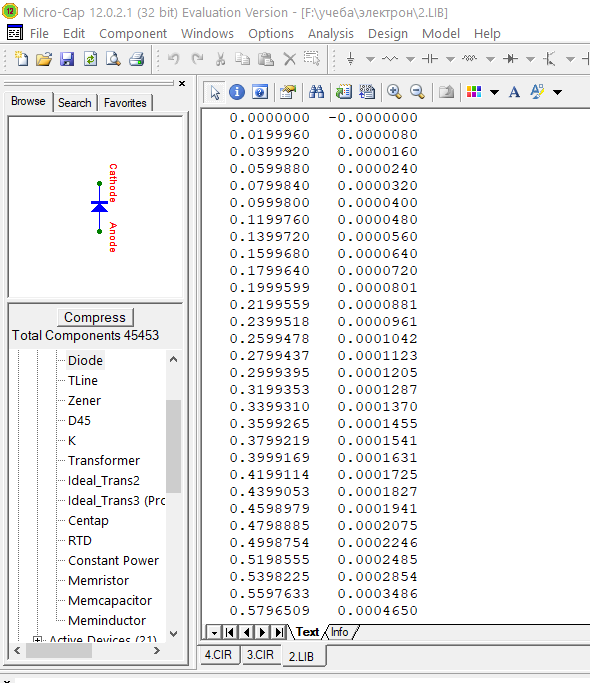 Micro-Cap 12.0.2.1 (32 bit) Evaluation Version - [F:\учеба\электрон\2.LIB]
File Edit Component Windows Options Analysis Design Model Help
Browse Search Favorites
Cathode
Anode
Compress
Total Components 45453
Diode
TLine
Zener
D45
K
Transformer
Ideal_Trans2
Ideal_Trans3 (Pro
Centap
RTD
Constant Power
Memristor
Memcapacitor
Meminductor
Active Devices (21)
0.0000000 -0.0000000
0.0199960 0.0000080
0.0399920 0.0000160
0.0599880 0.0000240
0.0799840 0.0000320
0.0999800 0.0000400
0.1199760 0.0000480
0.1399720 0.0000560
0.1599680 0.0000640
0.1799640 0.0000720
0.1999599 0.0000801
0.2199559 0.0000881
0.2399518 0.0000961
0.2599478 0.0001042
0.2799437 0.0001123
0.2999395 0.0001205
0.3199353 0.0001287
0.3399310 0.0001370
0.3599265 0.0001455
0.3799219 0.0001541
0.3999169 0.0001631
0.4199114 0.0001725
0.4399053 0.0001827
0.4598979 0.0001941
0.4798885 0.0002075
0.4998754 0.0002246
0.5198555 0.0002485
0.5398225 0.0002854
0.5597633 0.0003486
0.5796509 0.0004650
Text Info
4.CIR 3.CIR 2.LIB